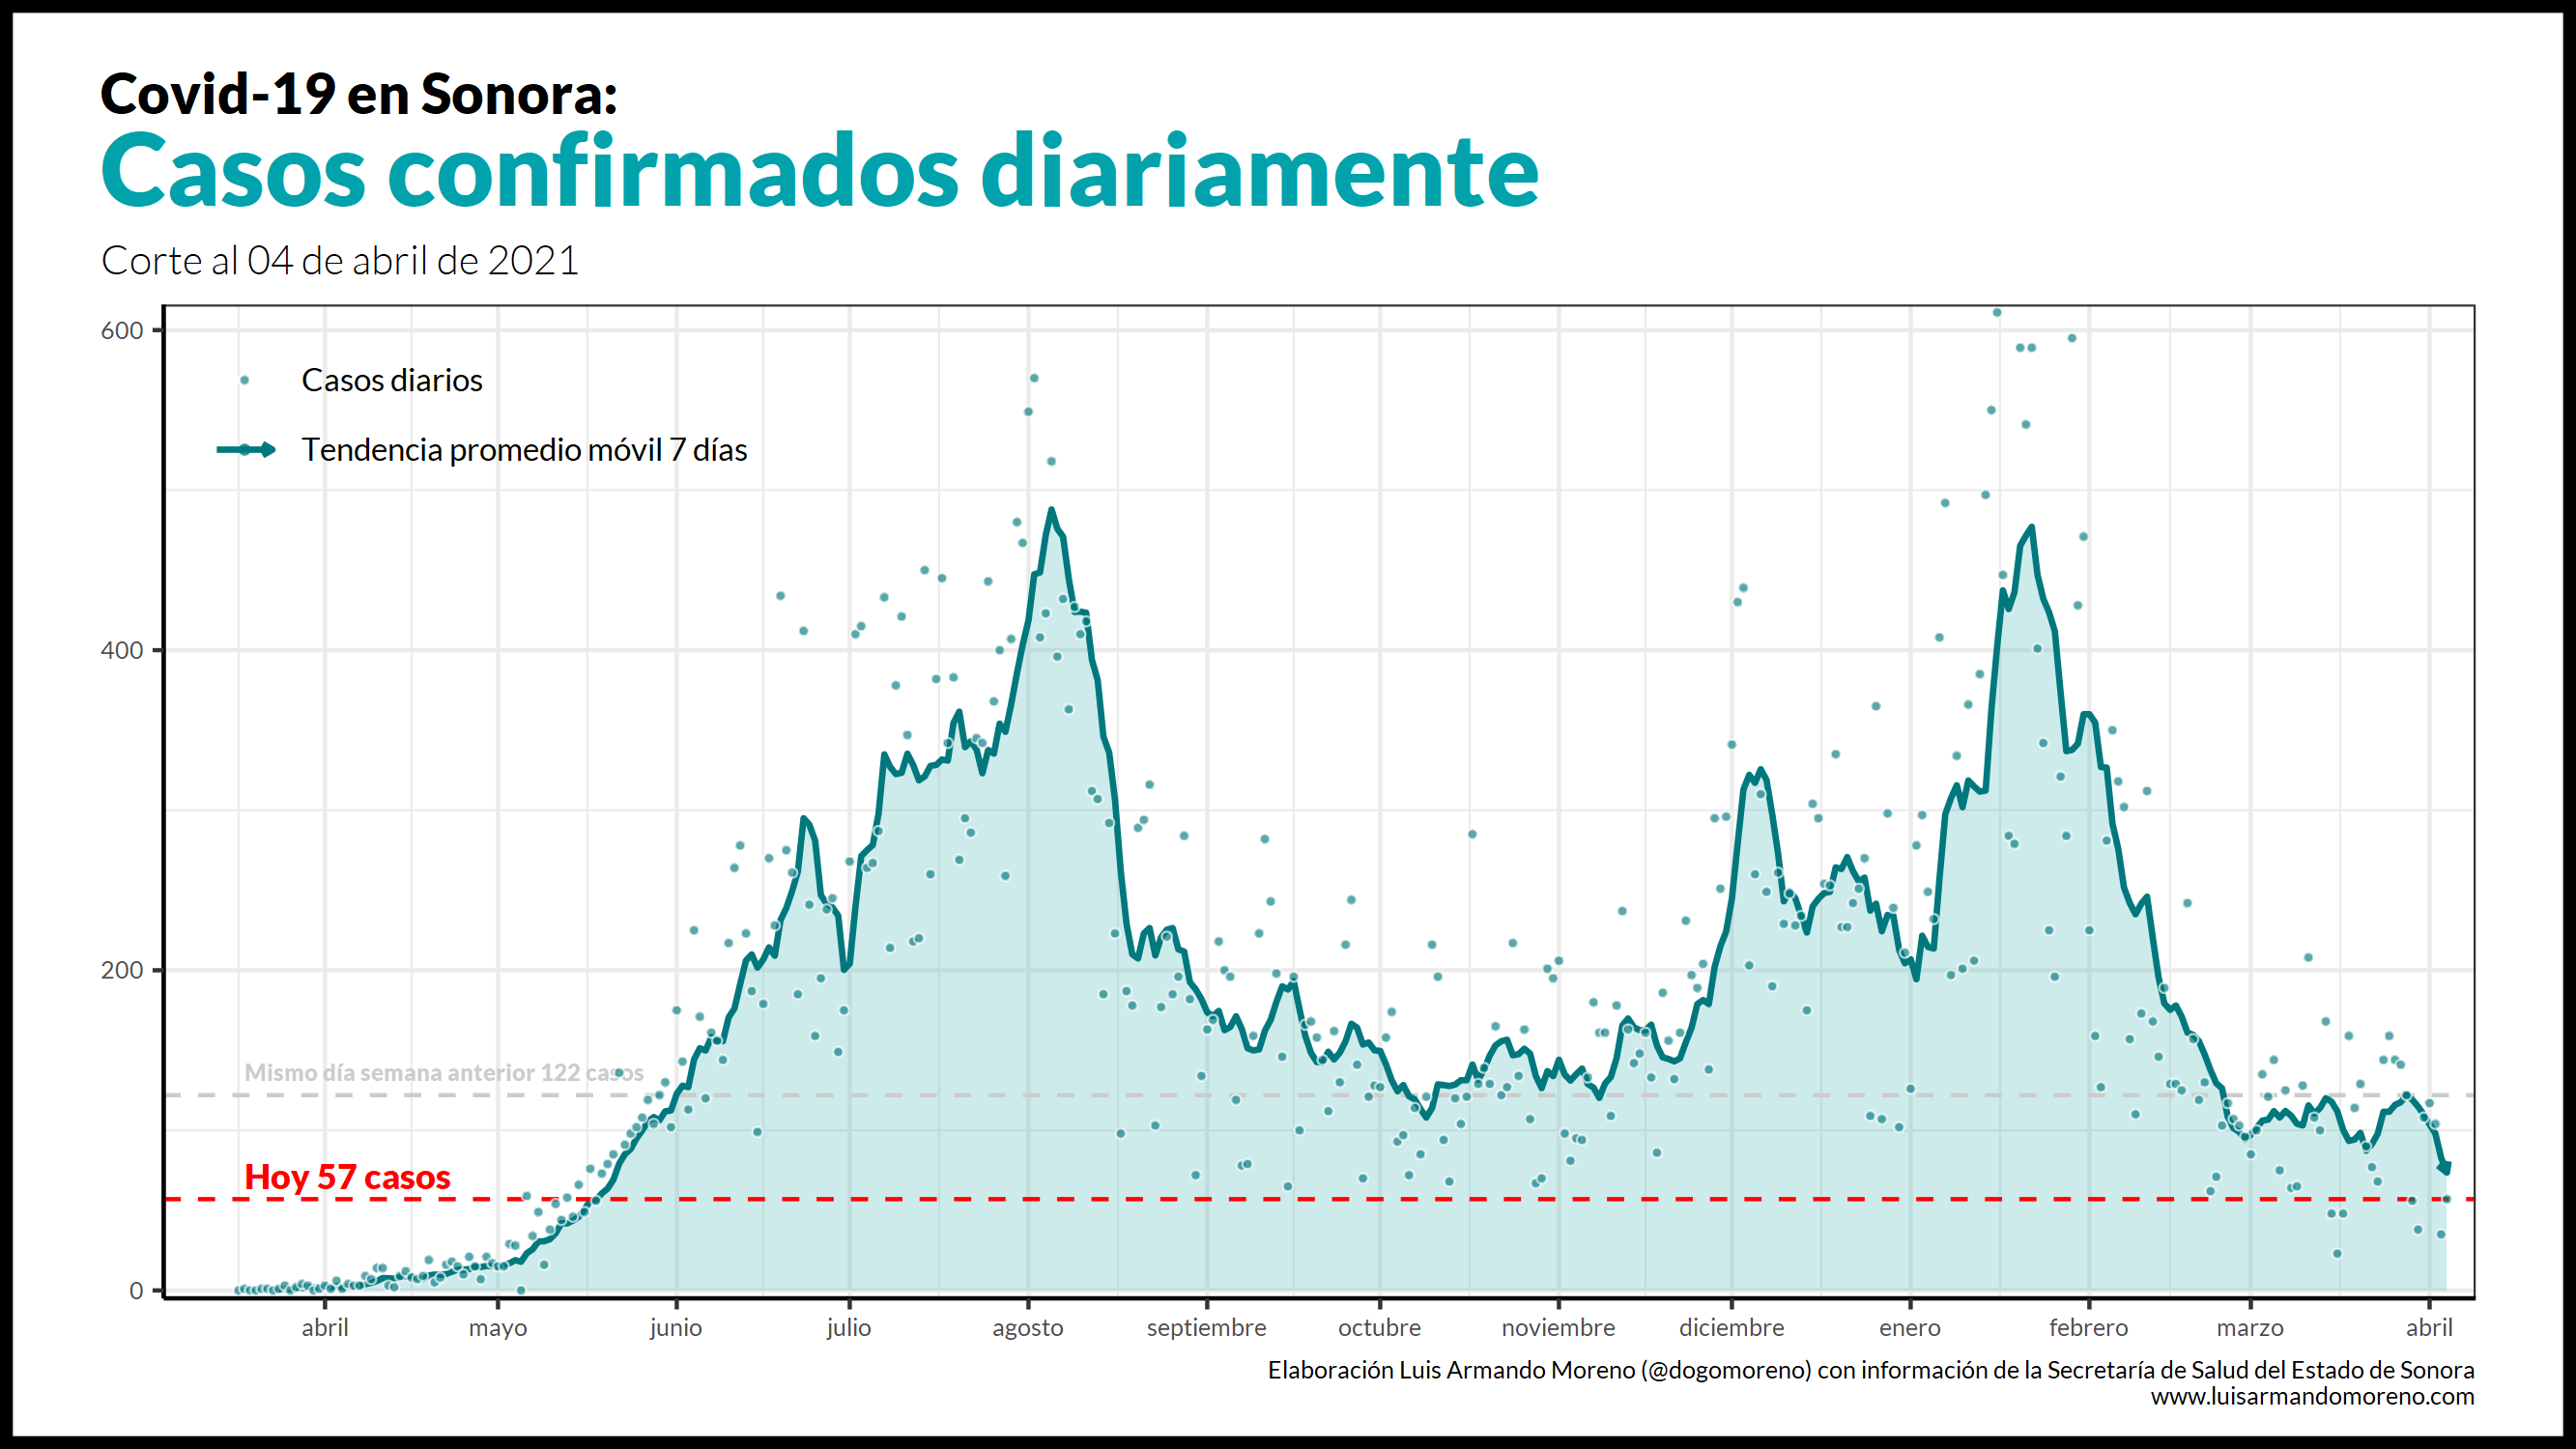 Covid-19 en Sonora:
Casos confirmados diariamente
Corte al 04 de abril de 2021
600
Casos diarios
Tendencia promedio móvil 7 días
400
200
Mismo día semana anterior 122 casos
Hoy 57 casos
0
abril mayo junio julio agosto septiembre octubre noviembre diciembre enero febrero marzo abril
Elaboración Luis Armando Moreno (@dogomoreno) con información de la Secretaría de Salud del Estado de Sonora
www.luisarmandomoreno.com